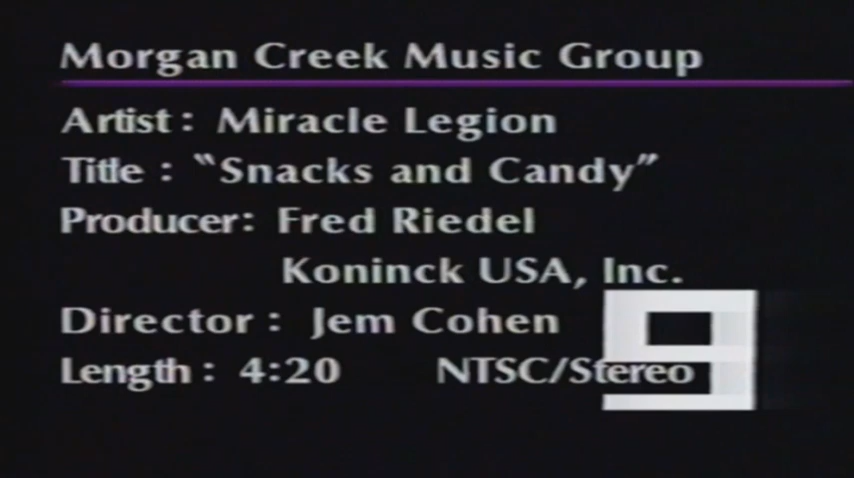 Morgan Creek Music Group
Artist: Miracle Legion
Title: "Snacks and Candy"
Producer: Fred Riedel
Koninck USA, Inc.
Director: Jem Cohen
9
Length: 4:20 NTSC/Stereo